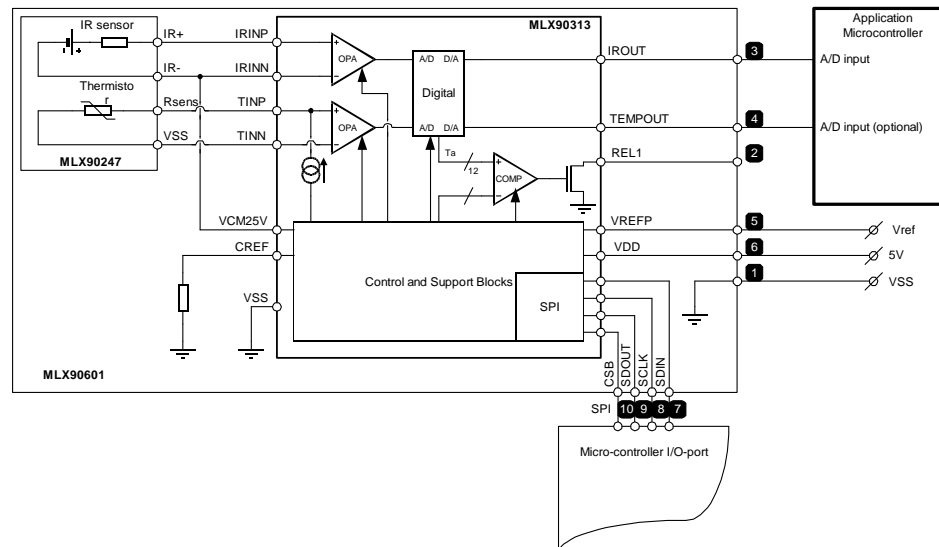 MLX90313
Application
Microcontroller
IR sensor
IR+
IRINP
IROUT
3
A/D input
OPA
A/D D/A
IR-
IRINN
Digital
Thermisto
r
Rsens
TINP
TEMPOUT
4
A/D input (optional)
OPA
A/D D/A
VSS
TINN
Ta
12
REL1
2
MLX90247
COMP
VCM25V
VREFP
5
Vref
CREF
VDD
6
5V
1
VSS
Control and Support Blocks
VSS
SPI
MLX90601
CSB
SDOUT
SCLK
SDIN
SPI
10
9
8
7
Micro-controller I/O-port